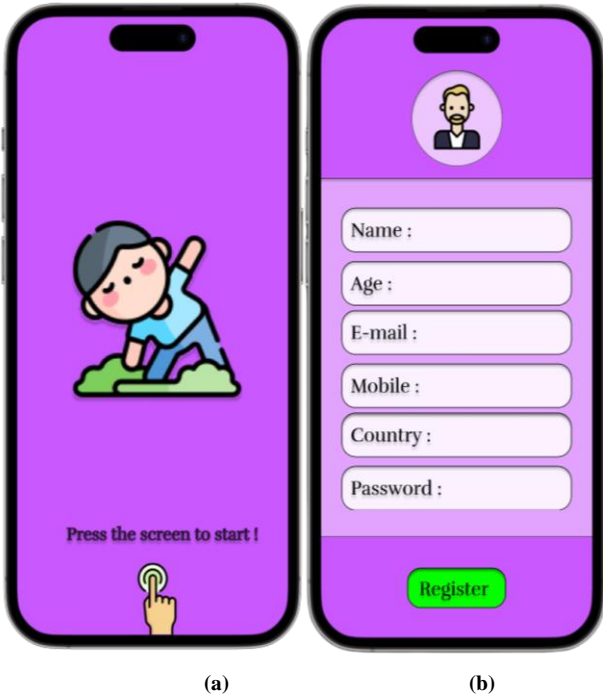 Press the screen to start !
Name :
Age :
E-mail :
Mobile :
Country :
Password :
Register
(a)
(b)